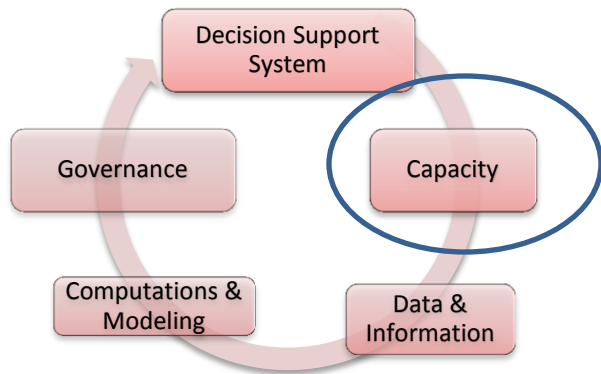 Decision Support
System
Governance
Capacity
Computations &
Modeling
Data &
Information